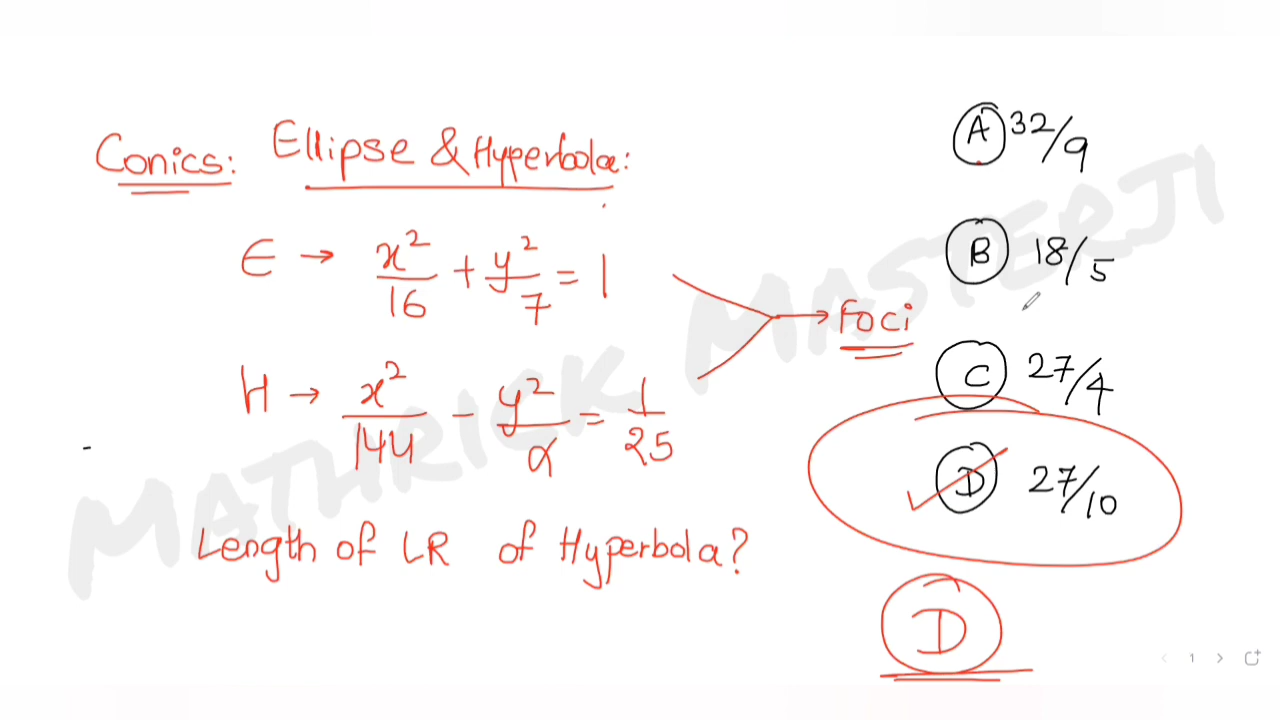 Conics: Ellipse & Hyperbola:
E → x²/16 + y²/7 = 1
H → x²/144 - y²/α = 1/25
→ Foci
Length of LR of Hyperbola?
A 32/9
B 18/5
C 27/4
D 27/10
D
MATHRICK MASTERJI
1